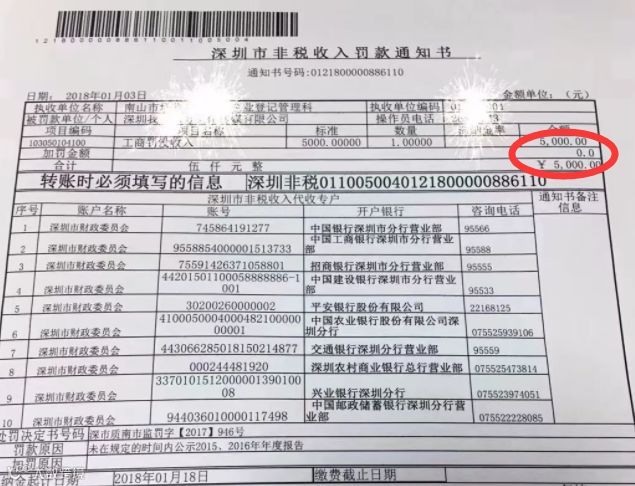 深圳市非税收入罚款通知书
通知书号码:0121800000886110
日期: 2018年01月03日 金额单位: (元)
执收单位名称 南山市 业登记管理科 执收单位编码 01
被罚款单位/个人 深圳 媒有限公司 操作员电话 3
项目编码 项目名称 标准 数量 滞纳金率 金额
103050104100 工商罚没收入 5000.00000 1.00000 5,000.00
加罚金额 0.0
合计 伍仟元整 ¥ 5,000.00
转账时必须填写的信息 深圳非税0110050040121800000886110
深圳市非税收入代收专户 通知书备注信息
序号 账户名称 账号 开户银行 咨询电话
1 深圳市财政委员会 745864191277 中国银行深圳市分行营业部 95566
2 深圳市财政委员会 9558854000001513733 中国工商银行深圳市分行营业部 95588
3 深圳市财政委员会 75591426371058801 招商银行深圳分行营业部 95555
4 深圳市财政委员会 44201501100058888886-1001 中国建设银行深圳市分行营业部 95533
5 深圳市财政委员会 30200260000002 平安银行股份有限公司 22168125
6 深圳市财政委员会 41000500040004821000000001 中国农业银行股份有限公司深圳分行 075525939106
7 深圳市财政委员会 443066285018150214877 交通银行深圳分行营业部 95559
8 深圳市财政委员会 000244481920 深圳农村商业银行总行营业部 075525473814
9 深圳市财政委员会 337010151200000139010008 兴业银行深圳分行 075523974051
10 深圳市财政委员会 944036010000117498 中国邮政储蓄银行深圳分行营业部 075522228085
处罚决定书号码 深市质南市监罚字【2017】946号
罚款原因 未在规定的时间内公示2015、2016年年度报告
加罚原因
纳金起计日期 2018年01月18日 缴费截止日期